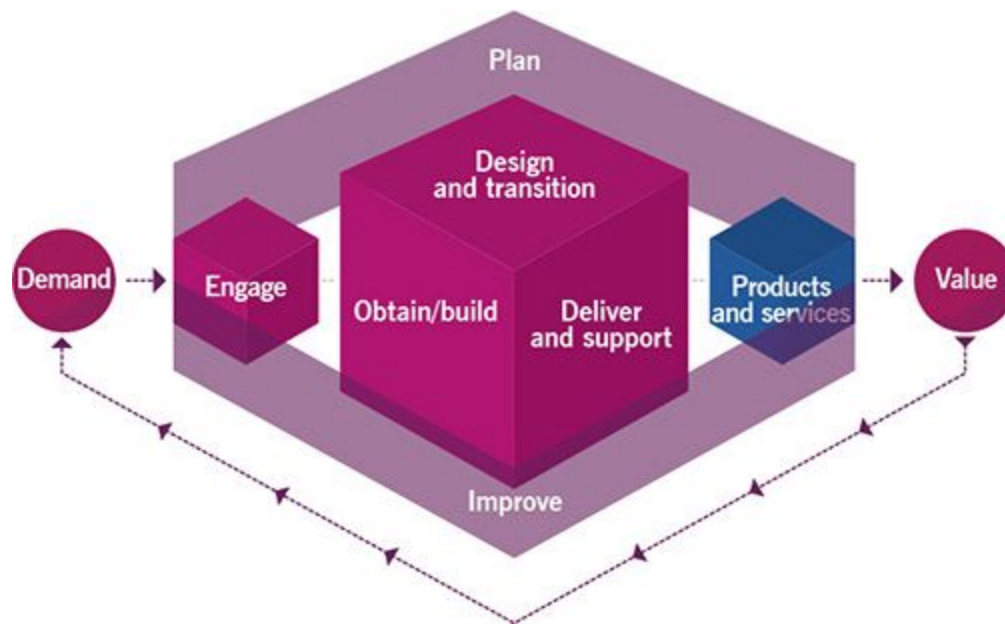 Plan
Design
and transition
Demand
Engage
Obtain/build
Deliver
and support
Products
and services
Value
Improve